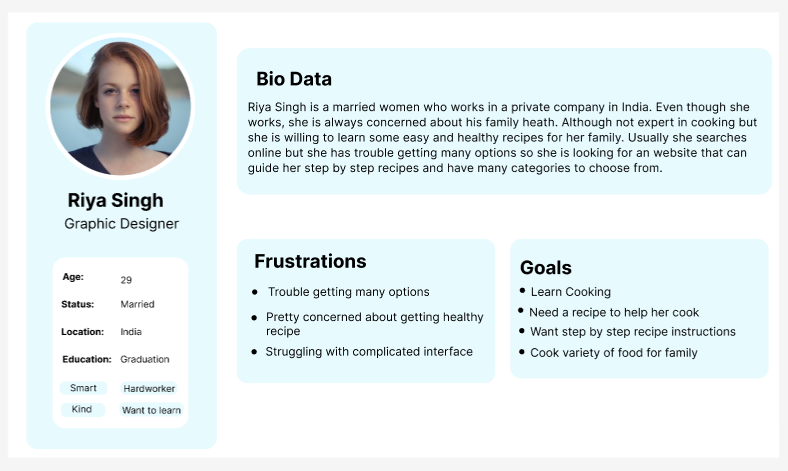 Riya Singh
Graphic Designer
Age: 29
Status: Married
Location: India
Education: Graduation
Smart Hardworker
Kind Want to learn
Bio Data
Riya Singh is a married women who works in a private company in India. Even though she
works, she is always concerned about his family heath. Although not expert in cooking but
she is willing to learn some easy and healthy recipes for her family. Usually she searches
online but she has trouble getting many options so she is looking for an website that can
guide her step by step recipes and have many categories to choose from.
Frustrations
• Trouble getting many options
• Pretty concerned about getting healthy
recipe
• Struggling with complicated interface
Goals
• Learn Cooking
• Need a recipe to help her cook
• Want step by step recipe instructions
• Cook variety of food for family